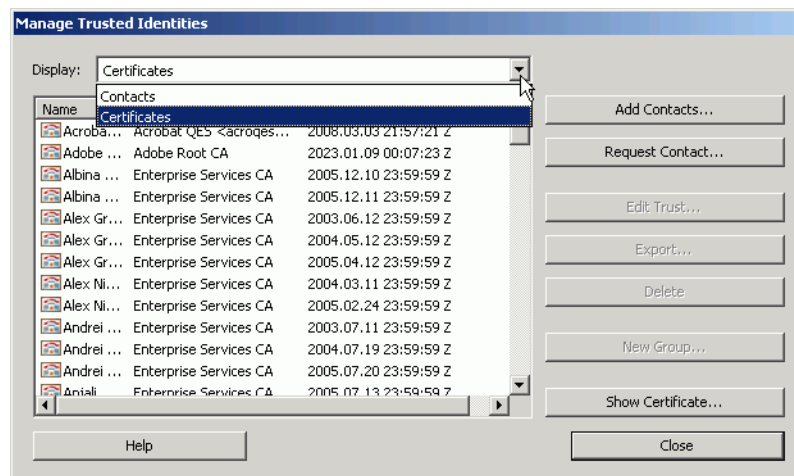 Manage Trusted Identities
Display: Certificates
Contacts
Certificates
Name
Acroba... Acrobat QES <acroqes... 2008.03.03 21:57:21 Z
Adobe ... Adobe Root CA 2023.01.09 00:07:23 Z
Albina ... Enterprise Services CA 2005.12.10 23:59:59 Z
Albina ... Enterprise Services CA 2005.12.11 23:59:59 Z
Alex Gr... Enterprise Services CA 2003.06.12 23:59:59 Z
Alex Gr... Enterprise Services CA 2004.05.12 23:59:59 Z
Alex Gr... Enterprise Services CA 2005.04.12 23:59:59 Z
Alex Ni... Enterprise Services CA 2004.03.11 23:59:59 Z
Alex Ni... Enterprise Services CA 2005.02.24 23:59:59 Z
Andrei ... Enterprise Services CA 2003.07.11 23:59:59 Z
Andrei ... Enterprise Services CA 2004.07.19 23:59:59 Z
Andrei ... Enterprise Services CA 2005.07.20 23:59:59 Z
Anjali Enterprise Services CA 2005.07.13 23:59:59 Z
Add Contacts...
Request Contact...
Edit Trust...
Export...
Delete
New Group...
Show Certificate...
Help
Close